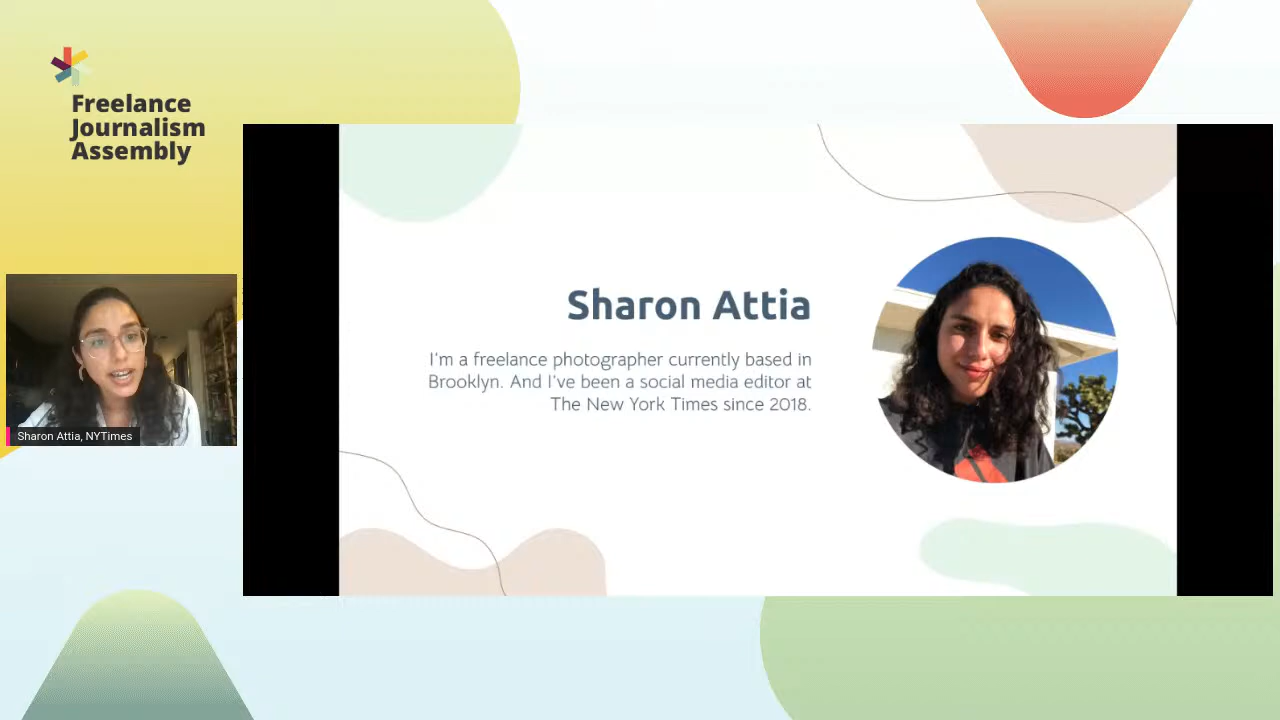 Freelance
Journalism
Assembly
Sharon Attia
I'm a freelance photographer currently based in
Brooklyn. And I've been a social media editor at
The New York Times since 2018.
Sharon Attia, NYTimes